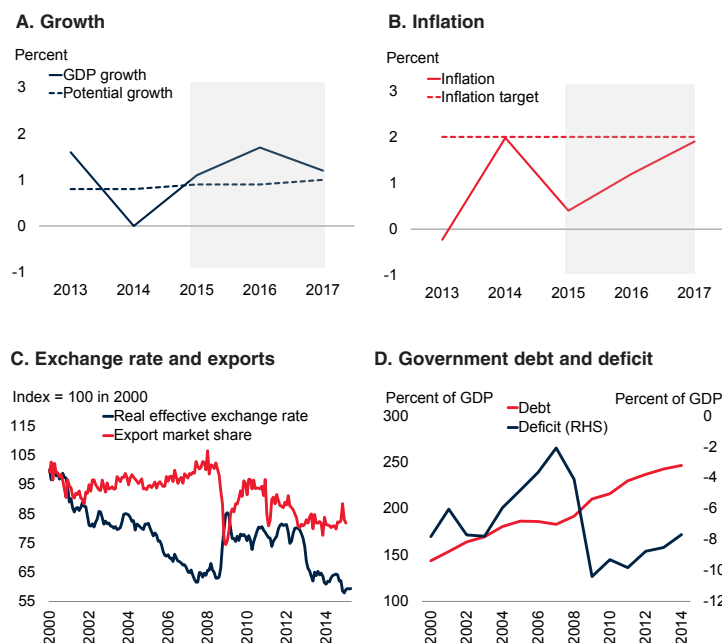 A. Growth
Percent
GDP growth
Potential growth
3
2
1
0
-1
2013 2014 2015 2016 2017
B. Inflation
Percent
Inflation
Inflation target
3
2
1
0
-1
2013 2014 2015 2016 2017
C. Exchange rate and exports
Index = 100 in 2000
Real effective exchange rate
Export market share
115
105
95
85
75
65
55
2000 2002 2004 2006 2008 2010 2012 2014
D. Government debt and deficit
Percent of GDP Percent of GDP
Debt
Deficit (RHS)
300 0
-2
250
-4
200 -6
-8
150
-10
100 -12
2000 2002 2004 2006 2008 2010 2012 2014